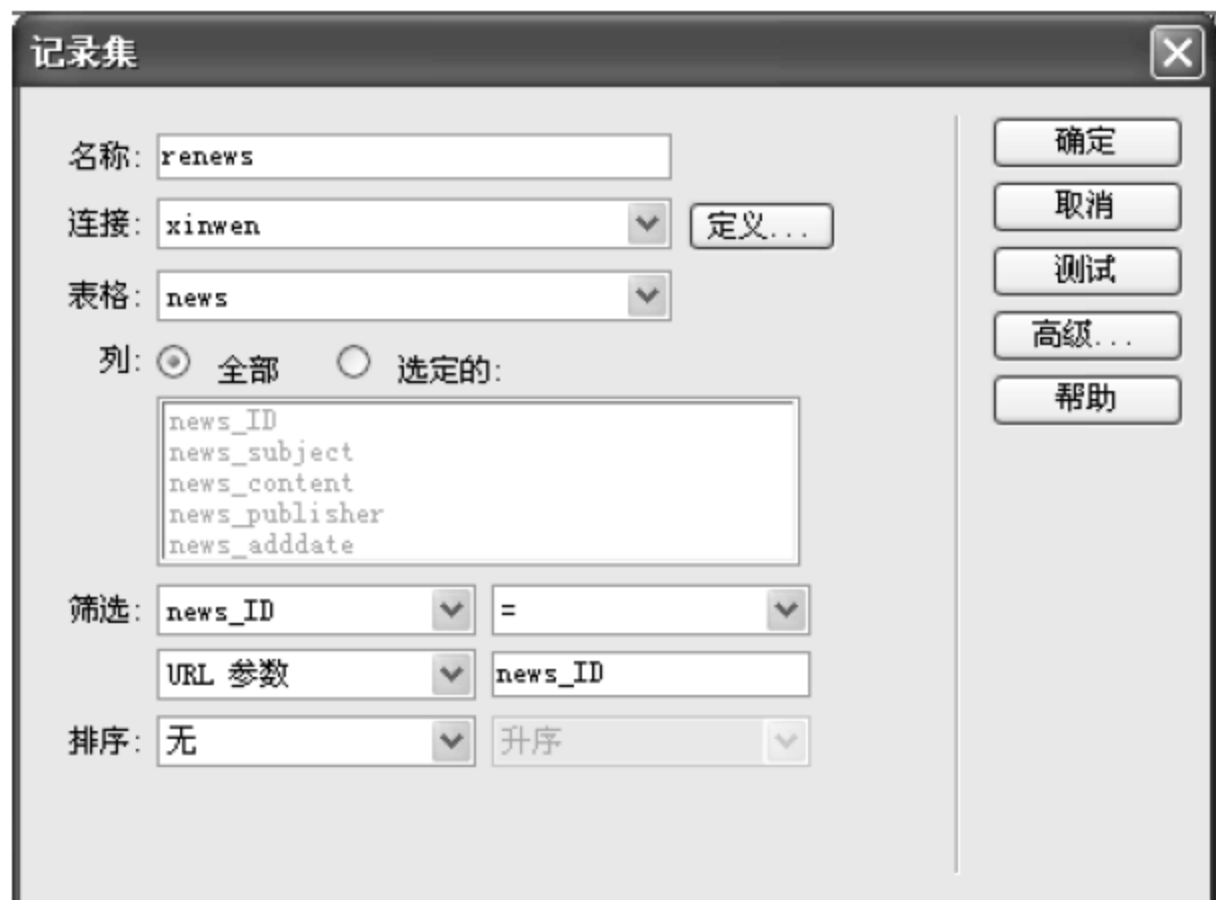 记录集
名称: renews
确定
连接: xinwen 定义...
取消
表格: news
测试
列: 全部 选定的:
高级...
news_ID
帮助
news_subject
news_content
news_publisher
news_adddate
筛选: news_ID =
URL 参数 news_ID
排序: 无 升序